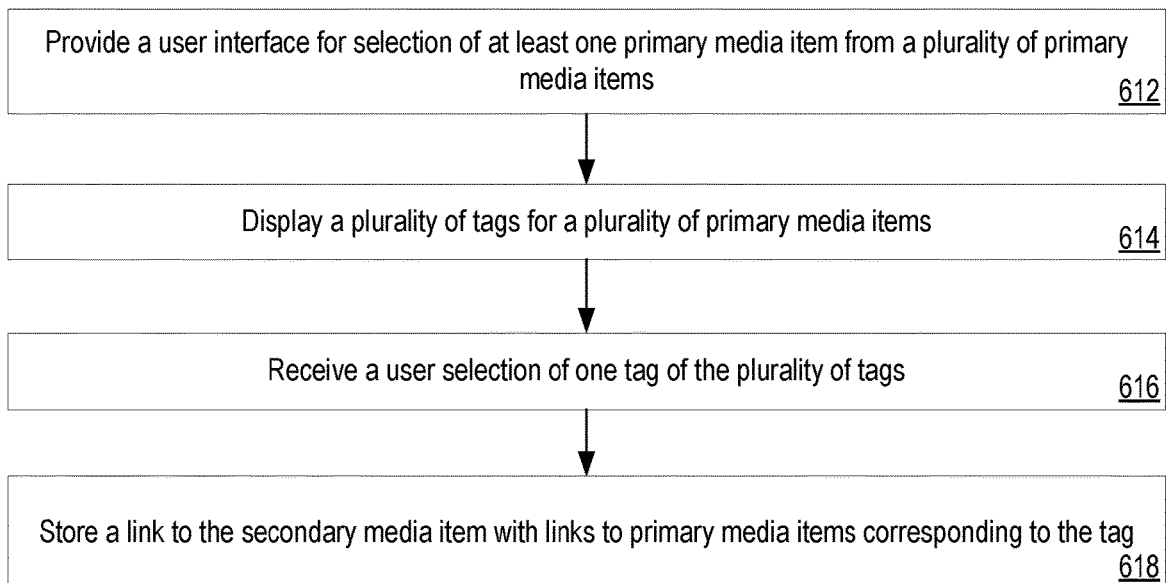 Provide a user interface for selection of at least one primary media item from a plurality of primary
media items
612
Display a plurality of tags for a plurality of primary media items
614
Receive a user selection of one tag of the plurality of tags
616
Store a link to the secondary media item with links to primary media items corresponding to the tag
618